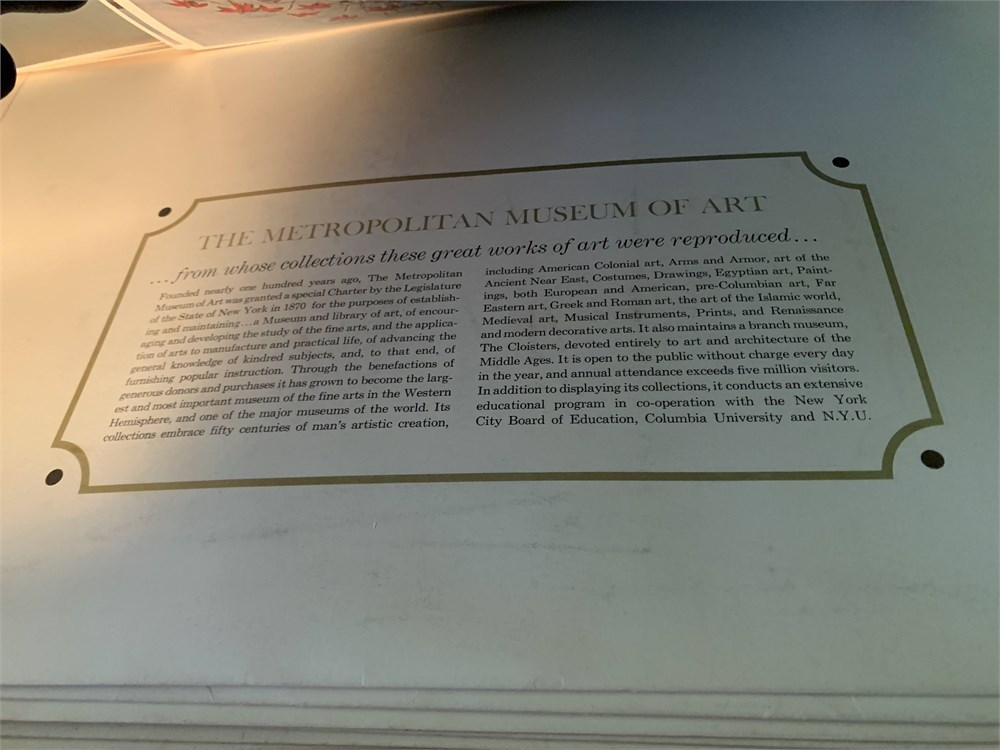 THE METROPOLITAN MUSEUM OF ART
...from whose collections these great works of art were reproduced...
Founded nearly one hundred years ago, The Metropolitan
Museum of Art was granted a special Charter by the Legislature
of the State of New York in 1870 for the purposes of establish-
ing and maintaining...a Museum and library of art, of encour-
aging and developing the study of the fine arts, and the applica-
tion of arts to manufacture and practical life, of advancing the
general knowledge of kindred subjects, and, to that end, of
furnishing popular instruction. Through the benefactions of
generous donors and purchases it has grown to become the larg-
est and most important museum of the fine arts in the Western
Hemisphere, and one of the major museums of the world. Its
collections embrace fifty centuries of man's artistic creation,
including American Colonial art, Arms and Armor, art of the
Ancient Near East, Costumes, Drawings, Egyptian art, Paint-
ings, both European and American, pre-Columbian art, Far
Eastern art, Greek and Roman art, the art of the Islamic world,
Medieval art, Musical Instruments, Prints, and Renaissance
and modern decorative arts. It also maintains a branch museum,
The Cloisters, devoted entirely to art and architecture of the
Middle Ages. It is open to the public without charge every day
in the year, and annual attendance exceeds five million visitors.
In addition to displaying its collections, it conducts an extensive
educational program in co-operation with the New York
City Board of Education, Columbia University and N.Y.U.